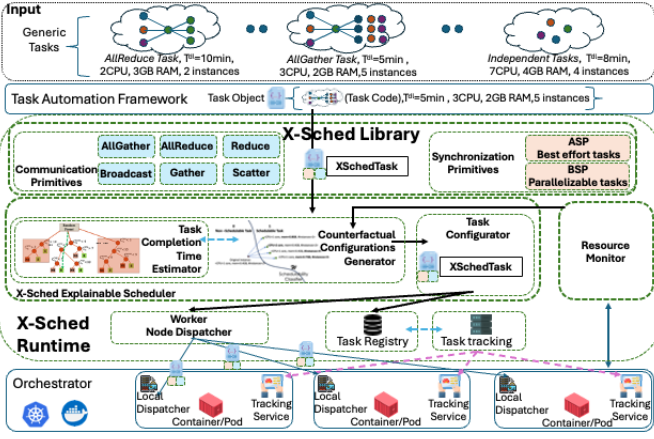 Input
Generic
Tasks
AllReduce Task, Tᵗˡ=10min,
2CPU, 3GB RAM, 2 instances
AllGather Task, Tᵗˡ=5min ,
3CPU, 2GB RAM,5 instances
Independent Tasks, Tᵗˡ=8min,
7CPU, 4GB RAM, 4 instances
Task Automation Framework
Task Object
(Task Code),Tᵗˡ=5min , 3CPU, 2GB RAM,5 instances
X-Sched Library
Communication
Primitives
AllGather
AllReduce
Reduce
Broadcast
Gather
Scatter
XSchedTask
Synchronization
Primitives
ASP
Best effort tasks
BSP
Parallelizable tasks
Task
Completion
Time
Estimator
Counterfactual
Configurations
Generator
Task
Configurator
XSchedTask
Resource
Monitor
X-Sched Explainable Scheduler
X-Sched
Runtime
Worker
Node Dispatcher
Task Registry
Task tracking
Orchestrator
Local
Dispatcher
Container/Pod
Tracking
Service
Local
Dispatcher
Container/Pod
Tracking
Service
Local
Dispatcher
Container/Pod
Tracking
Service